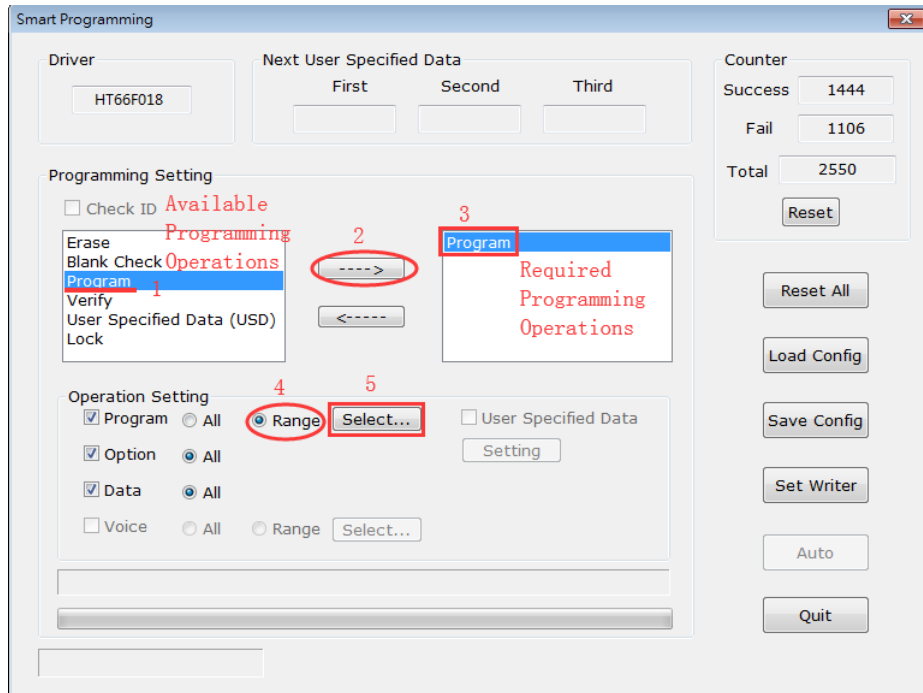 Smart Programming
Driver
HT66F018
Next User Specified Data
First Second Third
Counter
Success 1444
Fail 1106
Total 2550
Reset
Programming Setting
Check ID
Available
Programming
Operations
Erase
Blank Check
Program
1
Verify
User Specified Data (USD)
Lock
2
---->
<-----
3
Program
Required
Programming
Operations
Operation Setting
4
5
Program All Range Select...
Option All
Data All
Voice All Range Select...
User Specified Data
Setting
Reset All
Load Config
Save Config
Set Writer
Auto
Quit